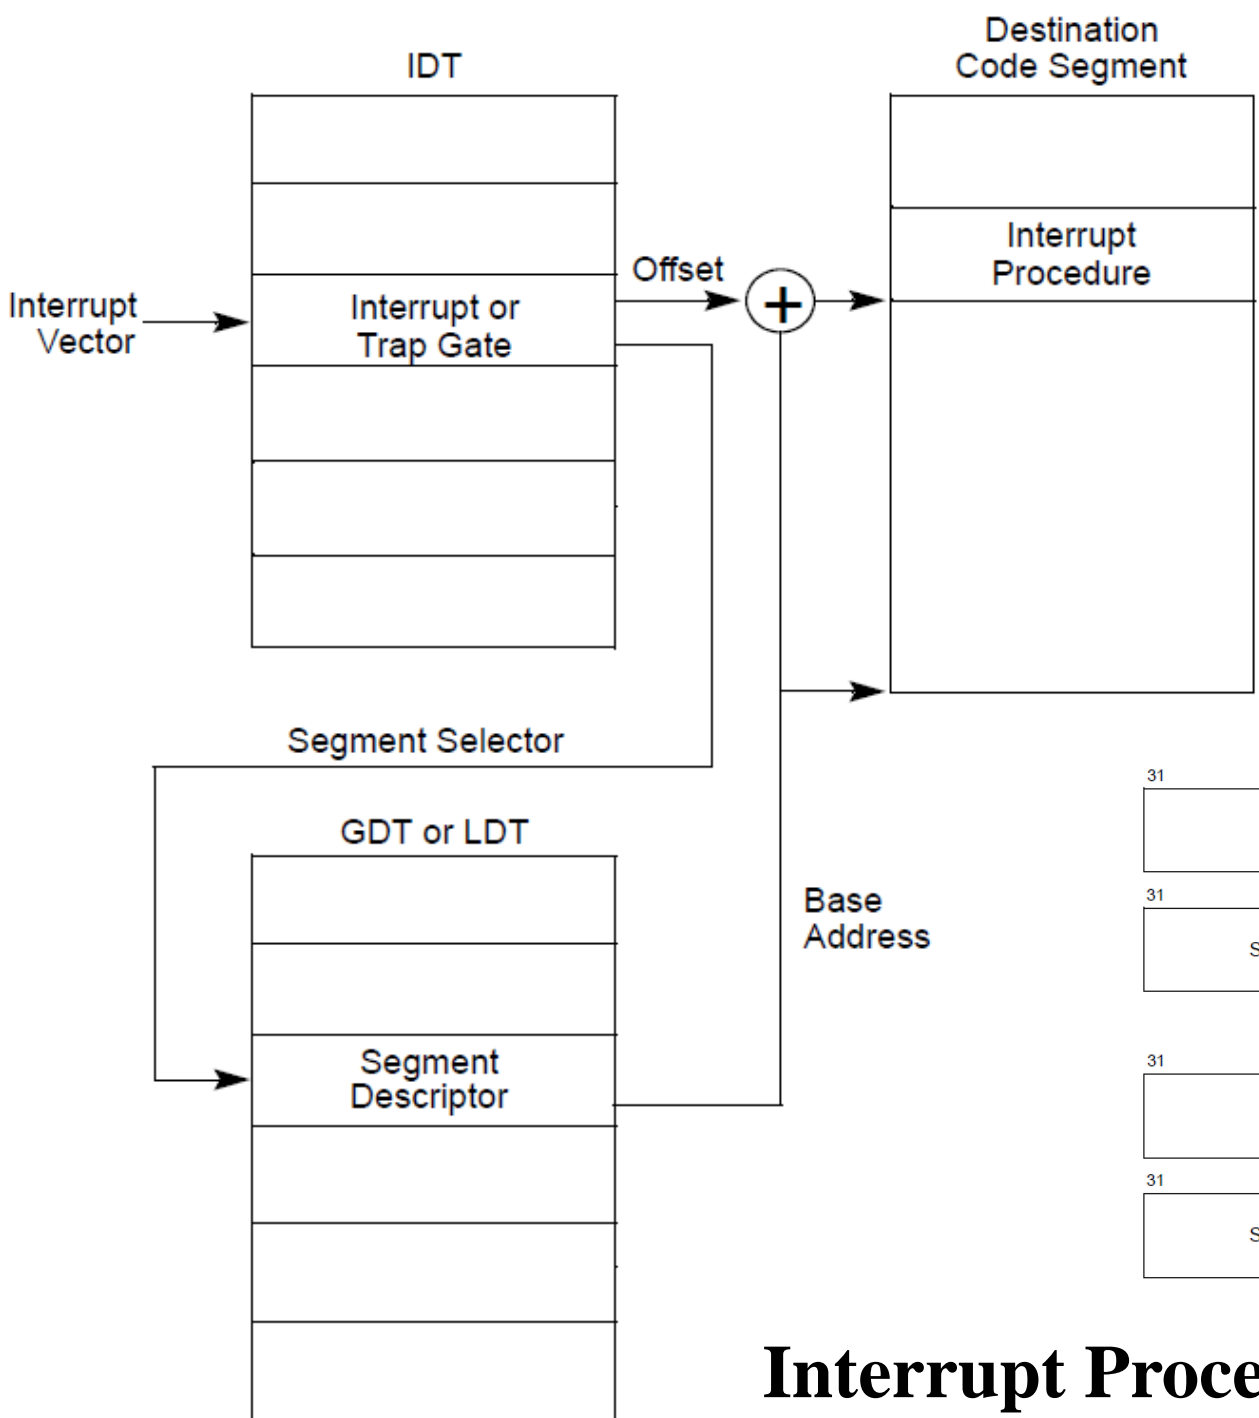 IDT
Destination
Code Segment
Interrupt
Vector
Interrupt or
Trap Gate
Offset
+
Interrupt
Procedure
Segment Selector
GDT or LDT
Segment
Descriptor
Base
Address
31
31
S
31
31
S
Interrupt Proce